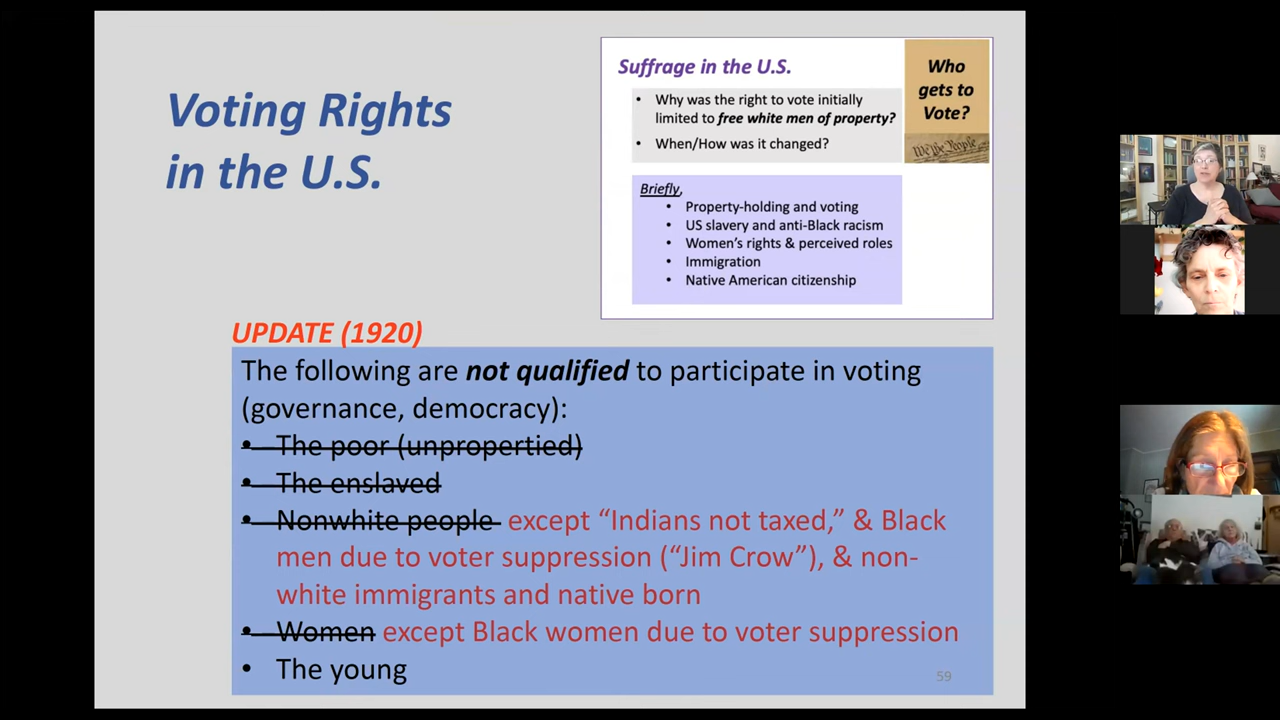 Voting Rights
in the U.S.
Suffrage in the U.S.
• Why was the right to vote initially
limited to free white men of property?
• When/How was it changed?
Who
gets to
Vote?
We the People
Briefly,
• Property-holding and voting
• US slavery and anti-Black racism
• Women's rights & perceived roles
• Immigration
• Native American citizenship
UPDATE (1920)
The following are not qualified to participate in voting
(governance, democracy):
• The poor (unpropertied)
• The enslaved
• Nonwhite people except “Indians not taxed,” & Black
men due to voter suppression (“Jim Crow”), & non-
white immigrants and native born
• Women except Black women due to voter suppression
• The young
59